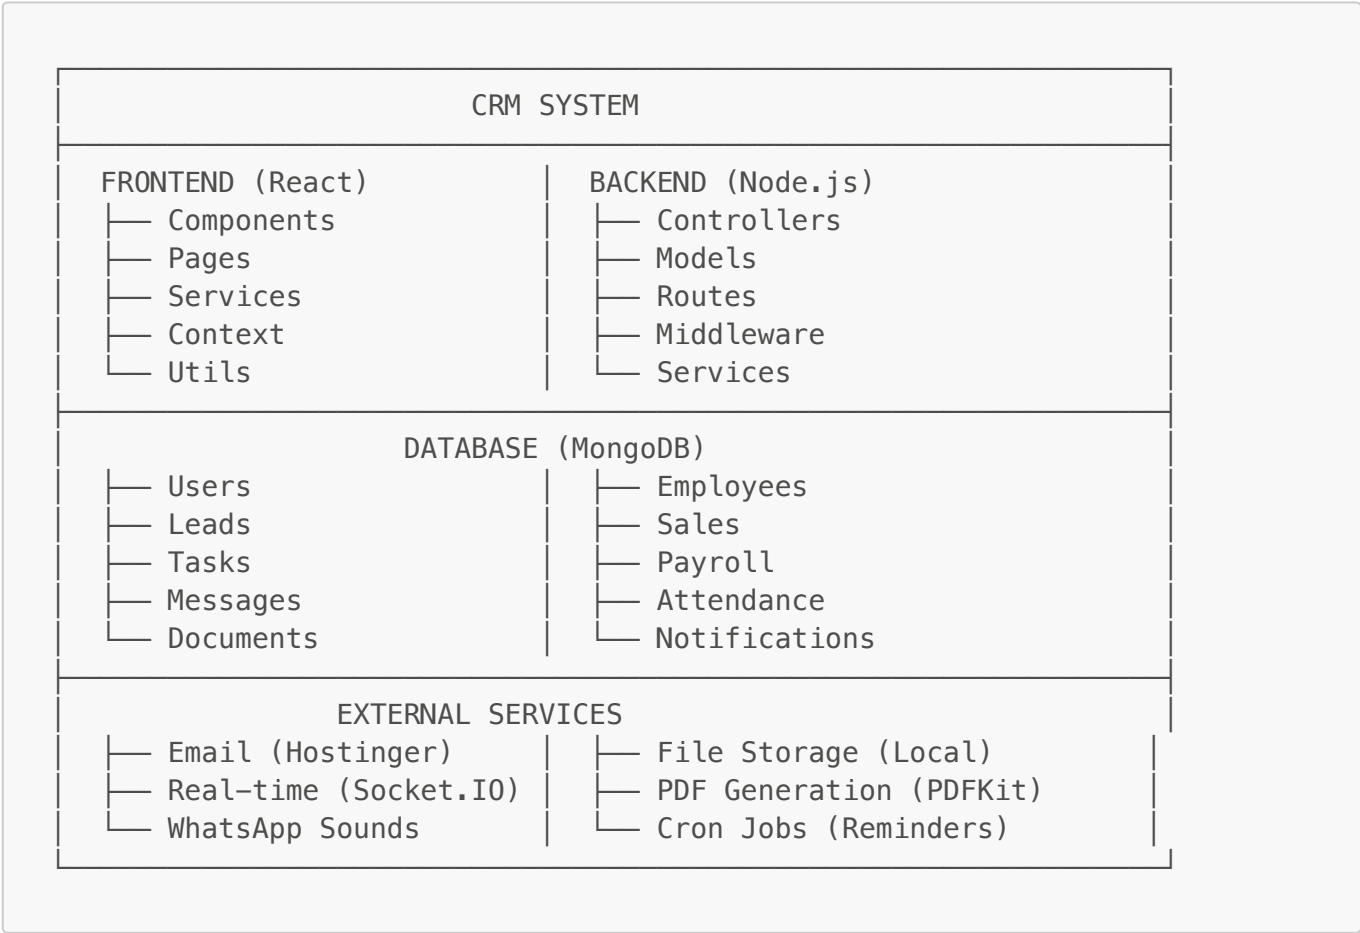 CRM SYSTEM
FRONTEND (React) │ BACKEND (Node.js)
├── Components │ ├── Controllers
├── Pages │ ├── Models
├── Services │ ├── Routes
├── Context │ ├── Middleware
└── Utils │ └── Services
DATABASE (MongoDB)
├── Users │ ├── Employees
├── Leads │ ├── Sales
├── Tasks │ ├── Payroll
├── Messages │ ├── Attendance
└── Documents │ └── Notifications
EXTERNAL SERVICES
├── Email (Hostinger) │ ├── File Storage (Local)
├── Real-time (Socket.IO) │ ├── PDF Generation (PDFKit)
└── WhatsApp Sounds │ └── Cron Jobs (Reminders)